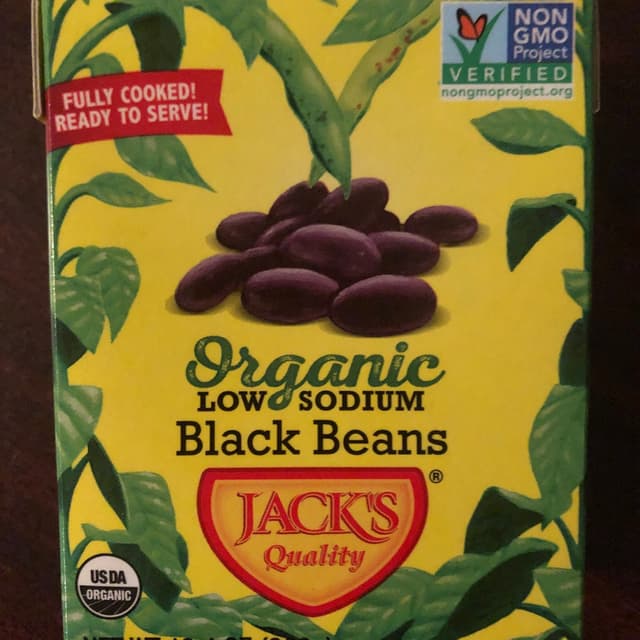 NON
GMO
Project
VERIFIED
nongmoproject.org
FULLY COOKED!
READY TO SERVE!
Organic
LOW SODIUM
Black Beans
JACK'S ®
Quality
USDA
ORGANIC